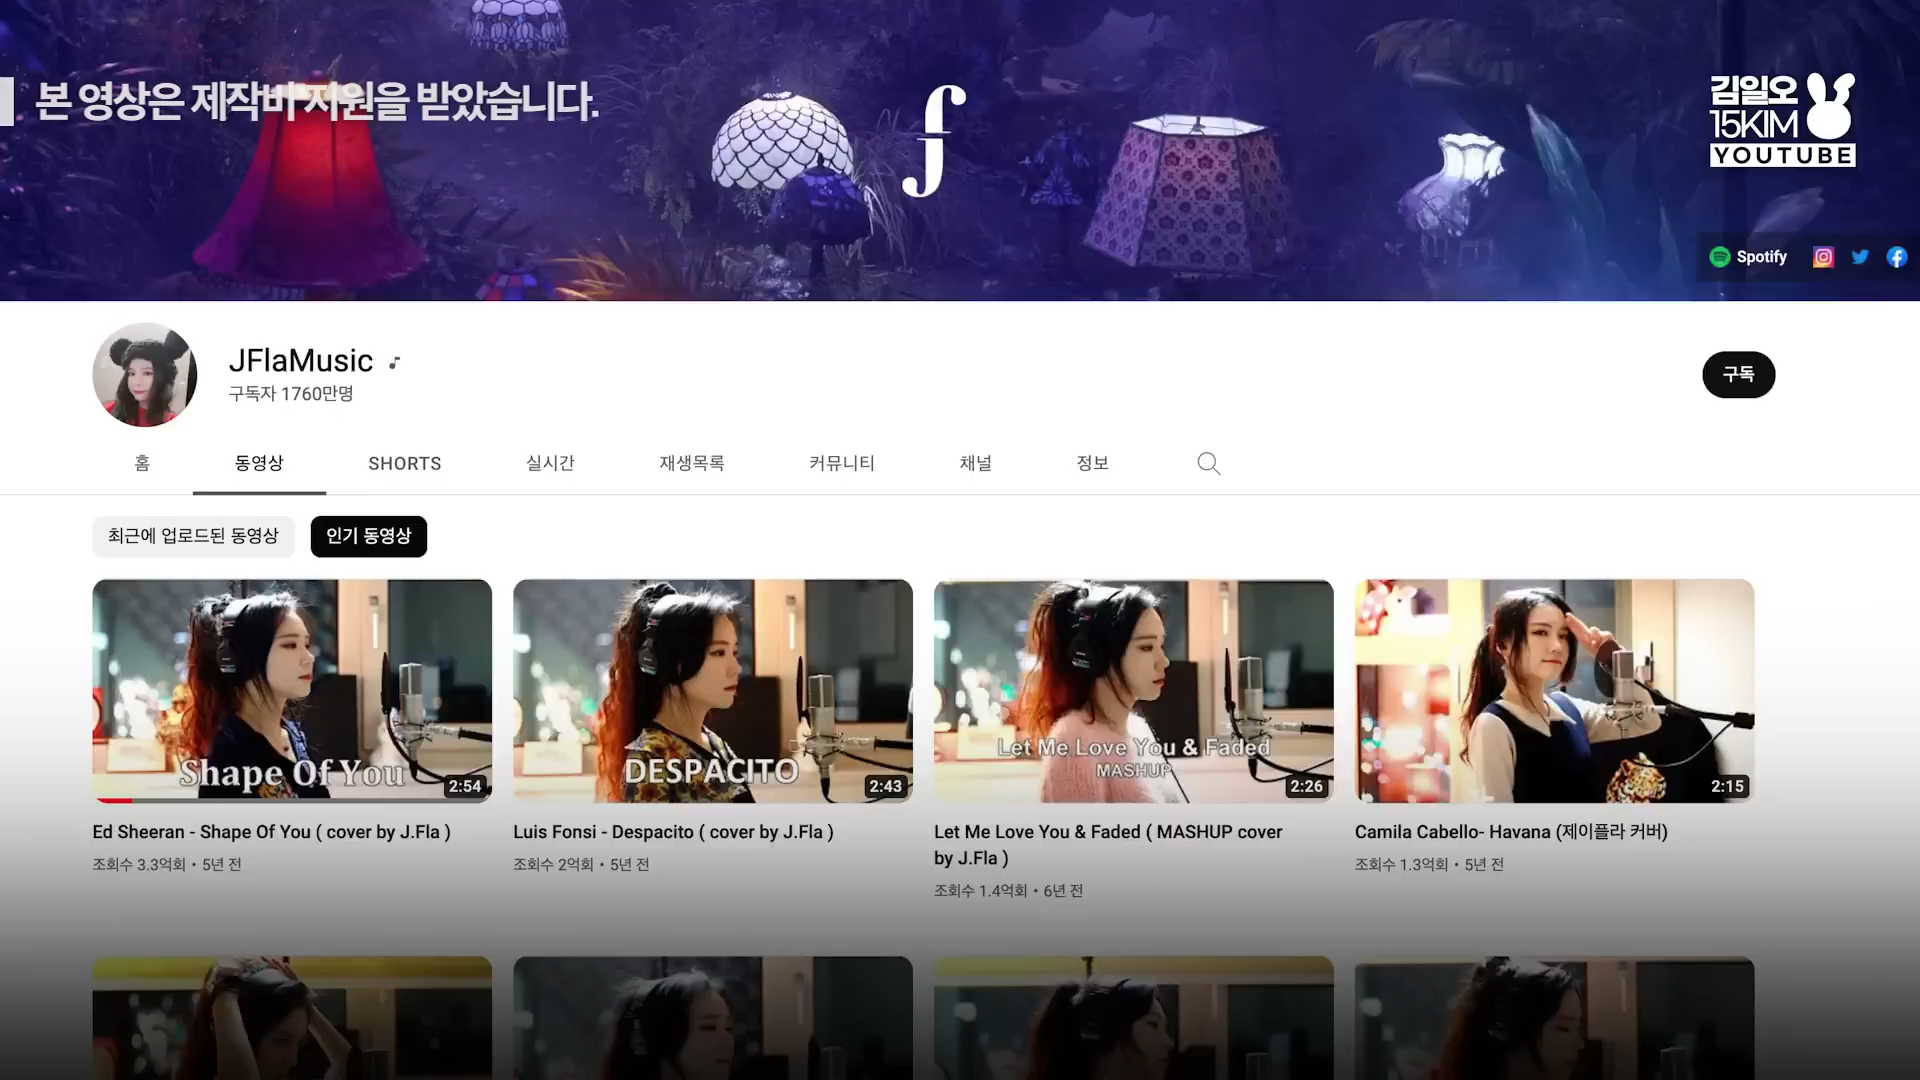 본 영상은 제작비 지원을 받았습니다.
김일오
15KIM
YOUTUBE
Spotify
JFlaMusic
구독자 1760만명
구독
홈
동영상
SHORTS
실시간
재생목록
커뮤니티
채널
정보
최근에 업로드된 동영상
인기 동영상
Shape Of You
2:54
DESPACITO
2:43
Let Me Love You & Faded
MASHUP
2:26
2:15
Ed Sheeran - Shape Of You ( cover by J.Fla )
조회수 3.3억회 • 5년 전
Luis Fonsi - Despacito ( cover by J.Fla )
조회수 2억회 • 5년 전
Let Me Love You & Faded ( MASHUP cover
by J.Fla )
조회수 1.4억회 • 6년 전
Camila Cabello- Havana (제이플라 커버)
조회수 1.3억회 • 5년 전